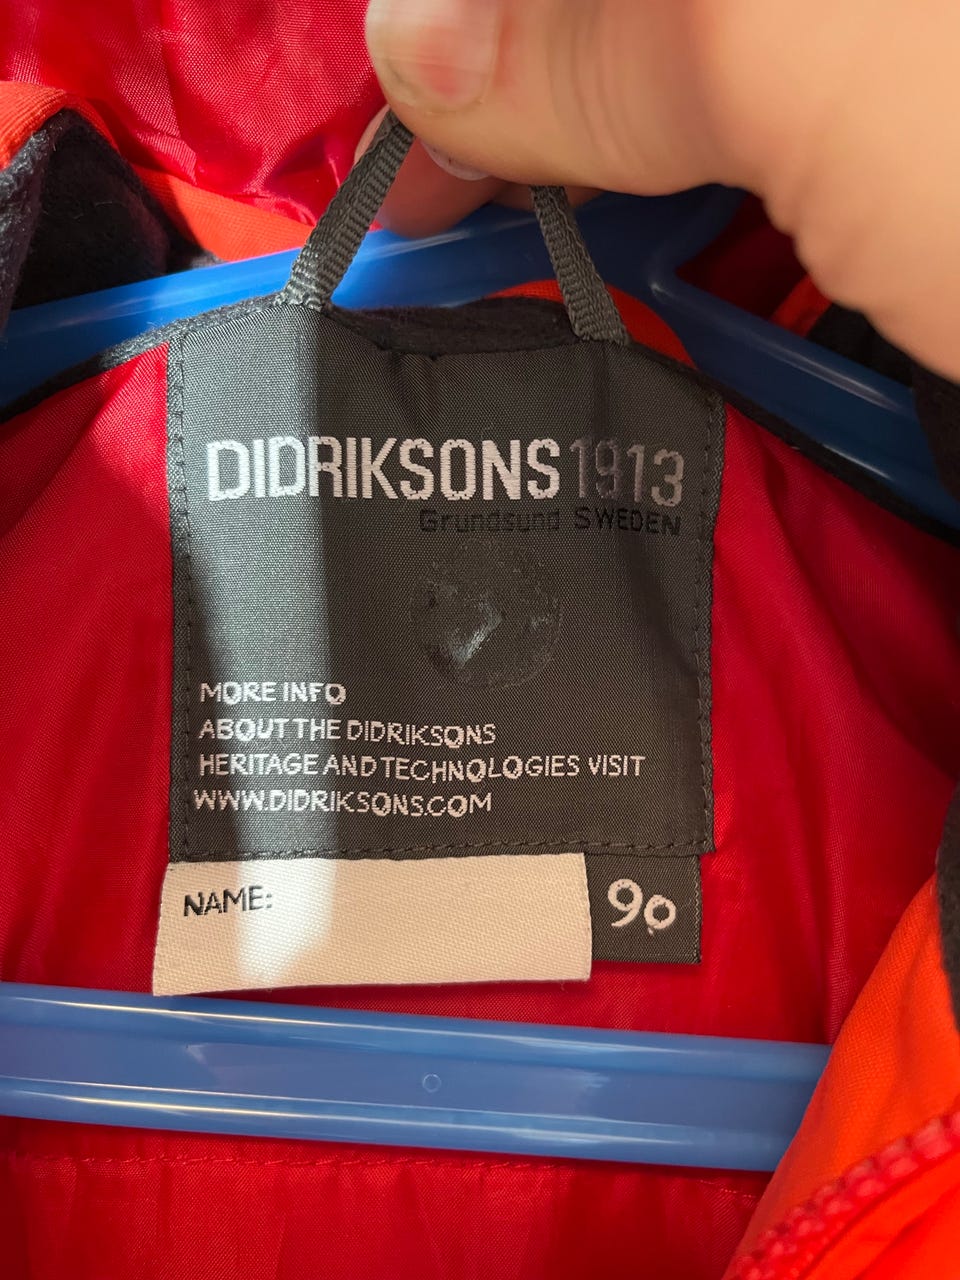 DIDRIKSONS1913
Grundsund SWEDEN
MORE INFO
ABOUT THE DIDRIKSONS
HERITAGE AND TECHNOLOGIES VISIT
WWW.DIDRIKSONS.COM
NAME:
90